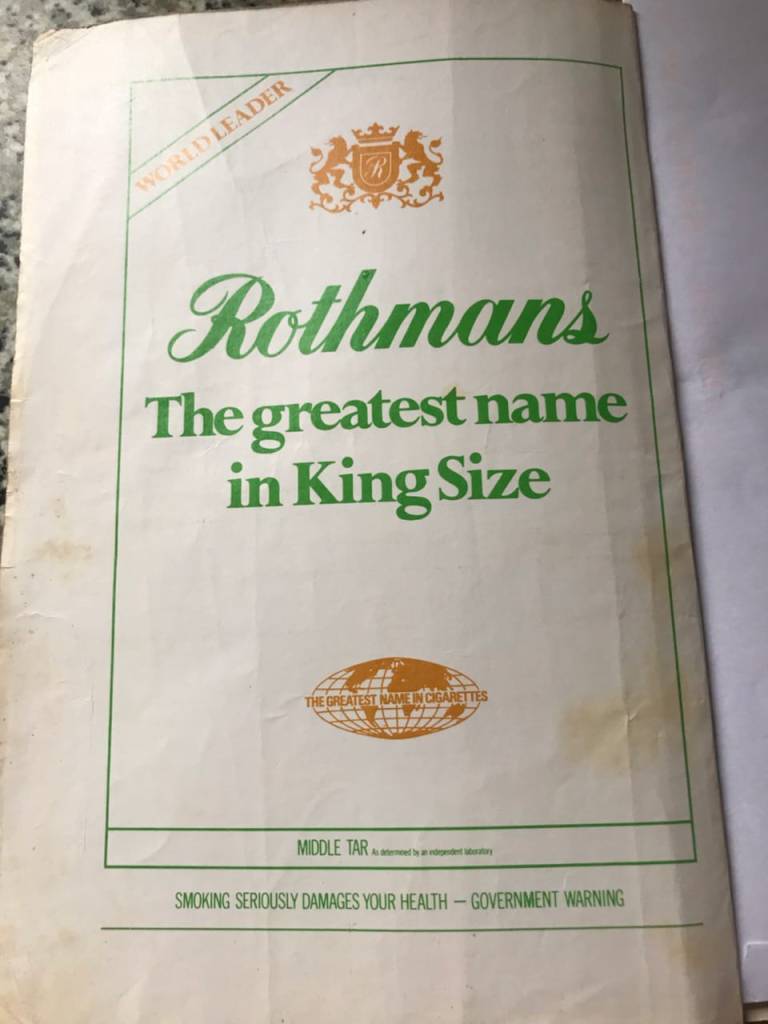 WORLD LEADER
R
Rothmans
The greatest name
in King Size
THE GREATEST NAME IN CIGARETTES
MIDDLE TAR As determined by an independent laboratory
SMOKING SERIOUSLY DAMAGES YOUR HEALTH — GOVERNMENT WARNING